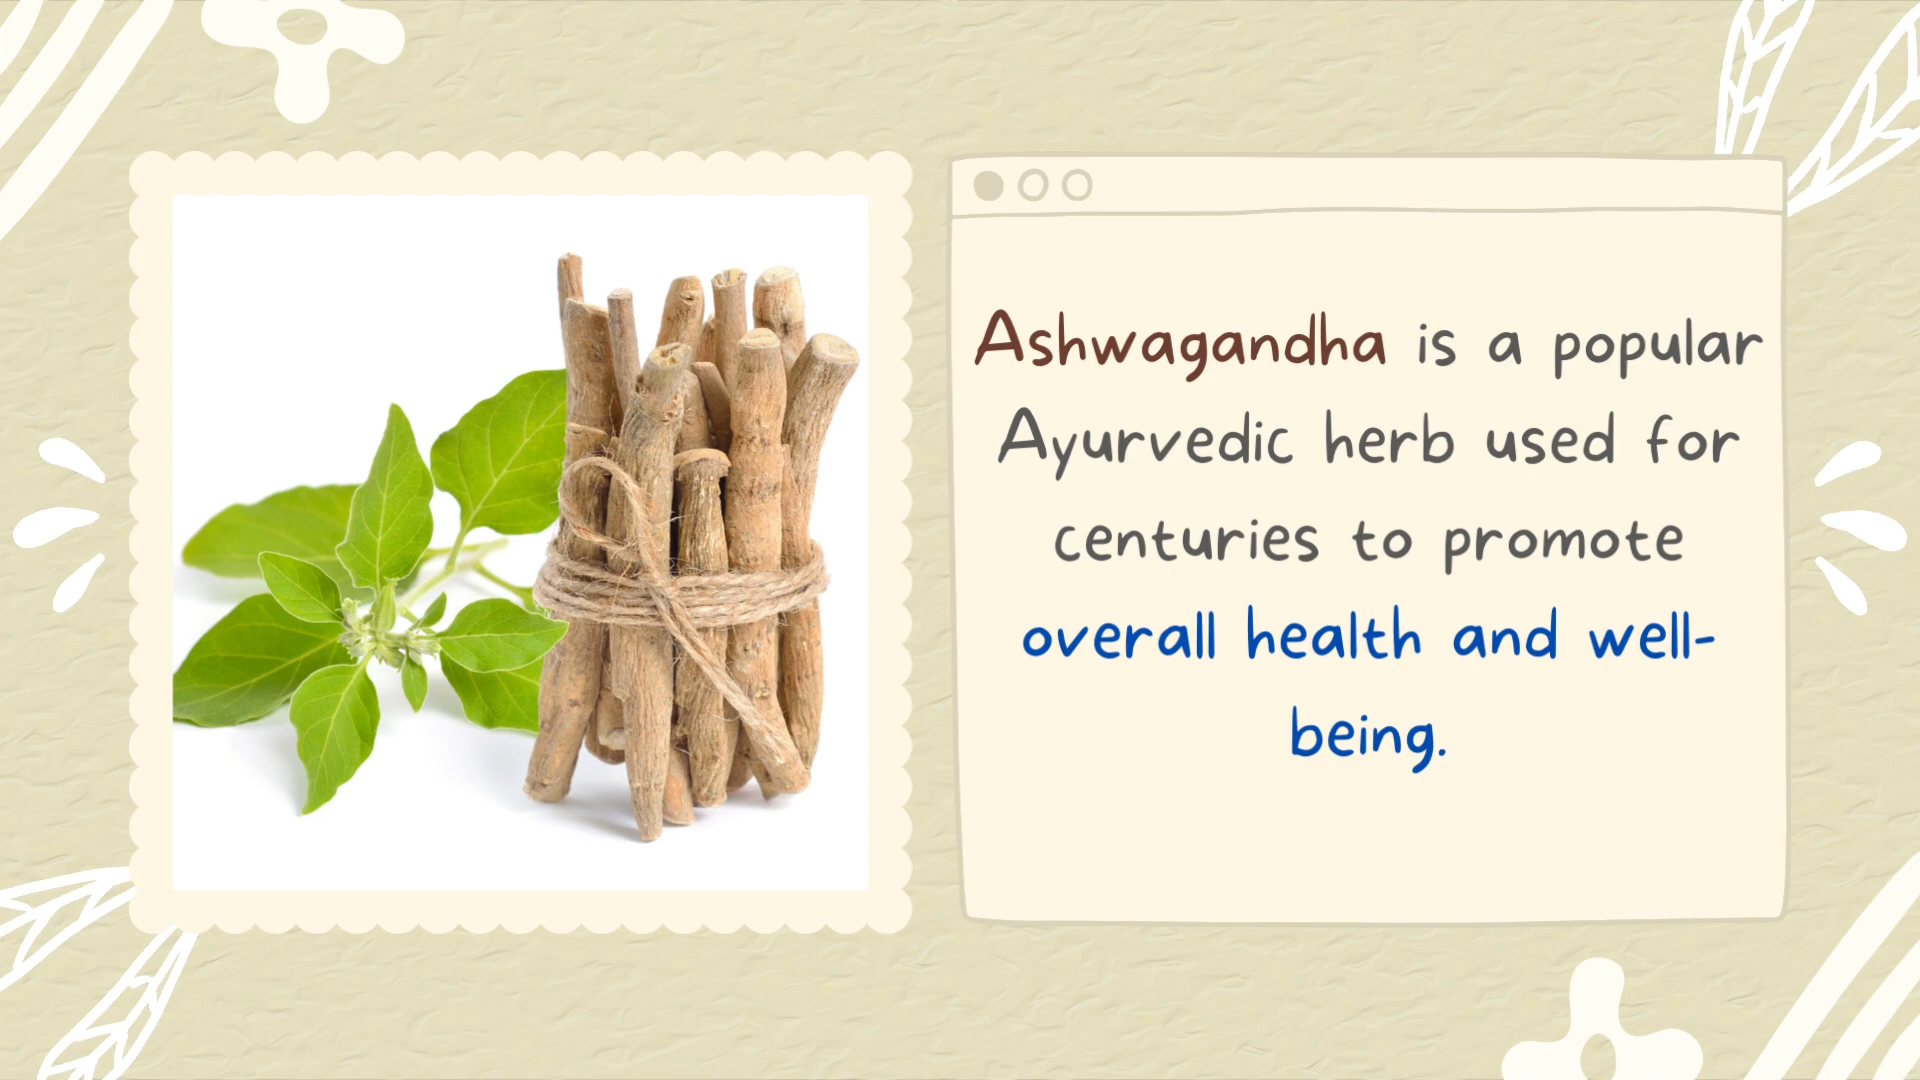 Ashwagandha is a popular
Ayurvedic herb used for
centuries to promote
overall health and well-
being.